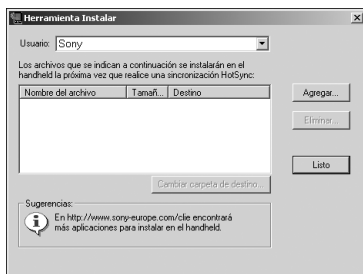 Herramienta Instalar
Usuario: Sony
Los archivos que se indican a continuación se instalarán en el
handheld la próxima vez que realice una sincronización HotSync:
Nombre del archivo Tamañ... Destino
Agregar...
Eliminar...
Listo
Cambiar carpeta de destino...
Sugerencias:
En http://www.sony-europe.com/clie encontrará
más aplicaciones para instalar en el handheld.